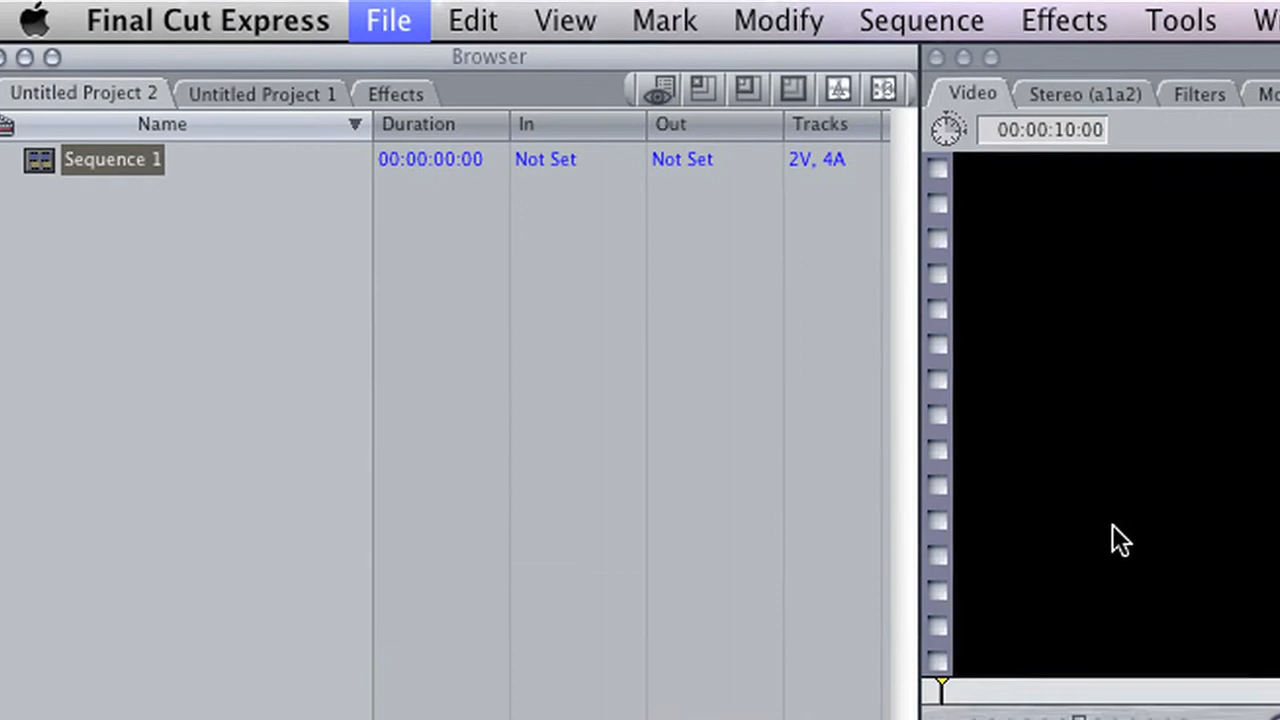 Final Cut Express File Edit View Mark Modify Sequence Effects Tools W
Browser
Untitled Project 2 Untitled Project 1 Effects
Video Stereo (a1a2) Filters Mo
Name Duration In Out Tracks
00:00:10:00
Sequence 1 00:00:00:00 Not Set Not Set 2V, 4A